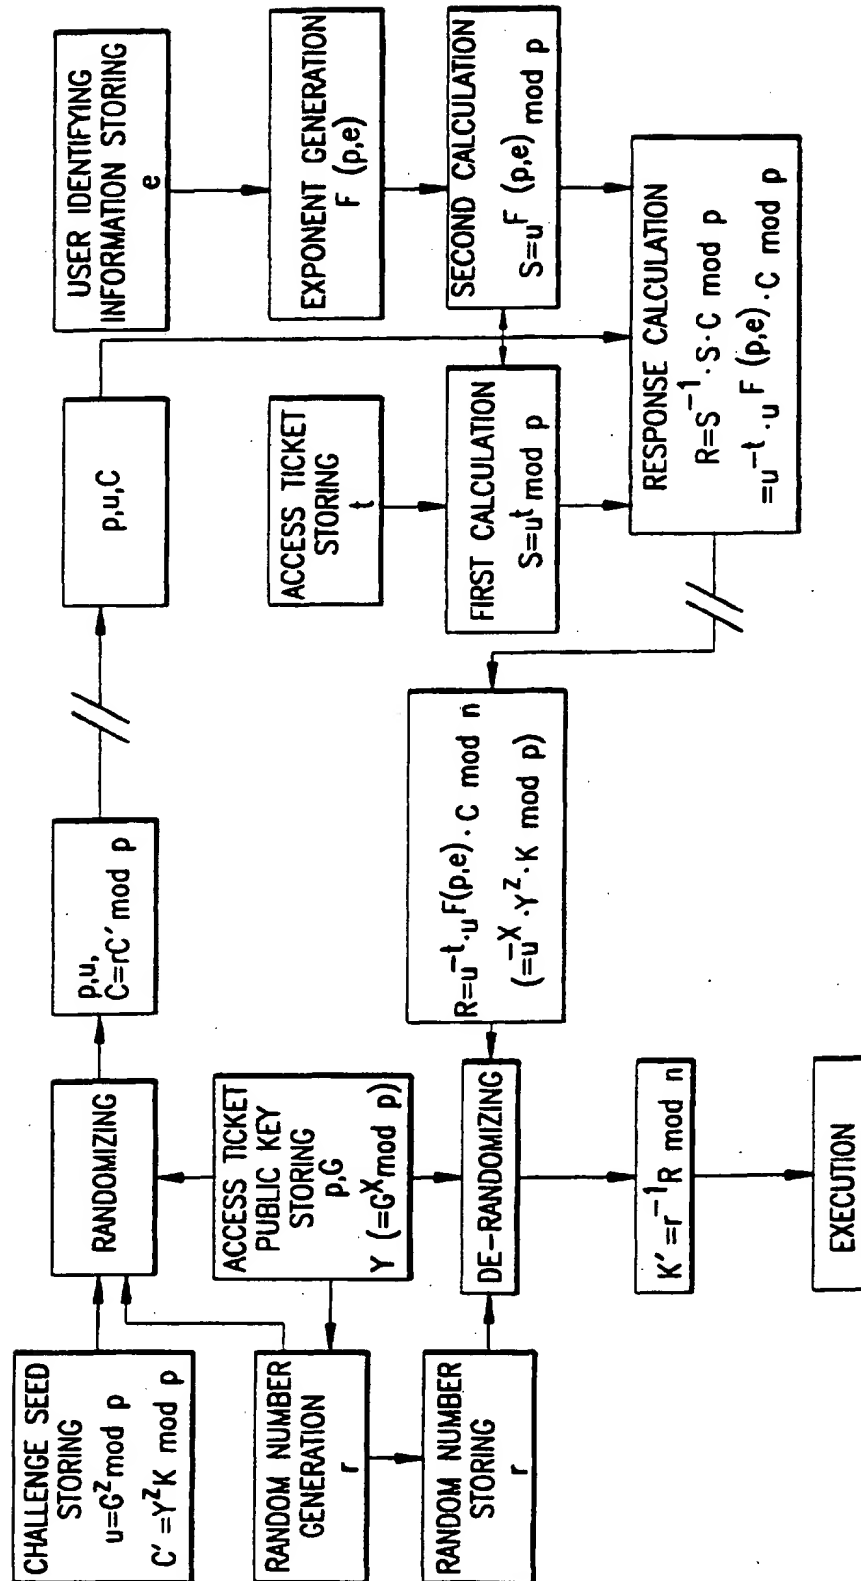 CHALLENGE SEED
STORING
u=G^z mod p
C′=Y^zK mod p
RANDOMIZING
p,u,
C=rC′ mod p
p,u,C
USER IDENTIFYING
INFORMATION STORING
e
RANDOM NUMBER
GENERATION
r
ACCESS TICKET
PUBLIC KEY
STORING
p,G
Y (=G^X mod p)
ACCESS TICKET
STORING
t
EXPONENT GENERATION
F (p,e)
RANDOM NUMBER
STORING
r
DE-RANDOMIZING
R=u^-t·u^F(p,e)·C mod n
(=u^-X·Y^z·K mod p)
FIRST CALCULATION
S=u^t mod p
SECOND CALCULATION
S=u^F (p,e) mod p
K′=r^-1R mod n
RESPONSE CALCULATION
R=S^-1·S·C mod p
=u^-t·u^F (p,e)·C mod p
EXECUTION